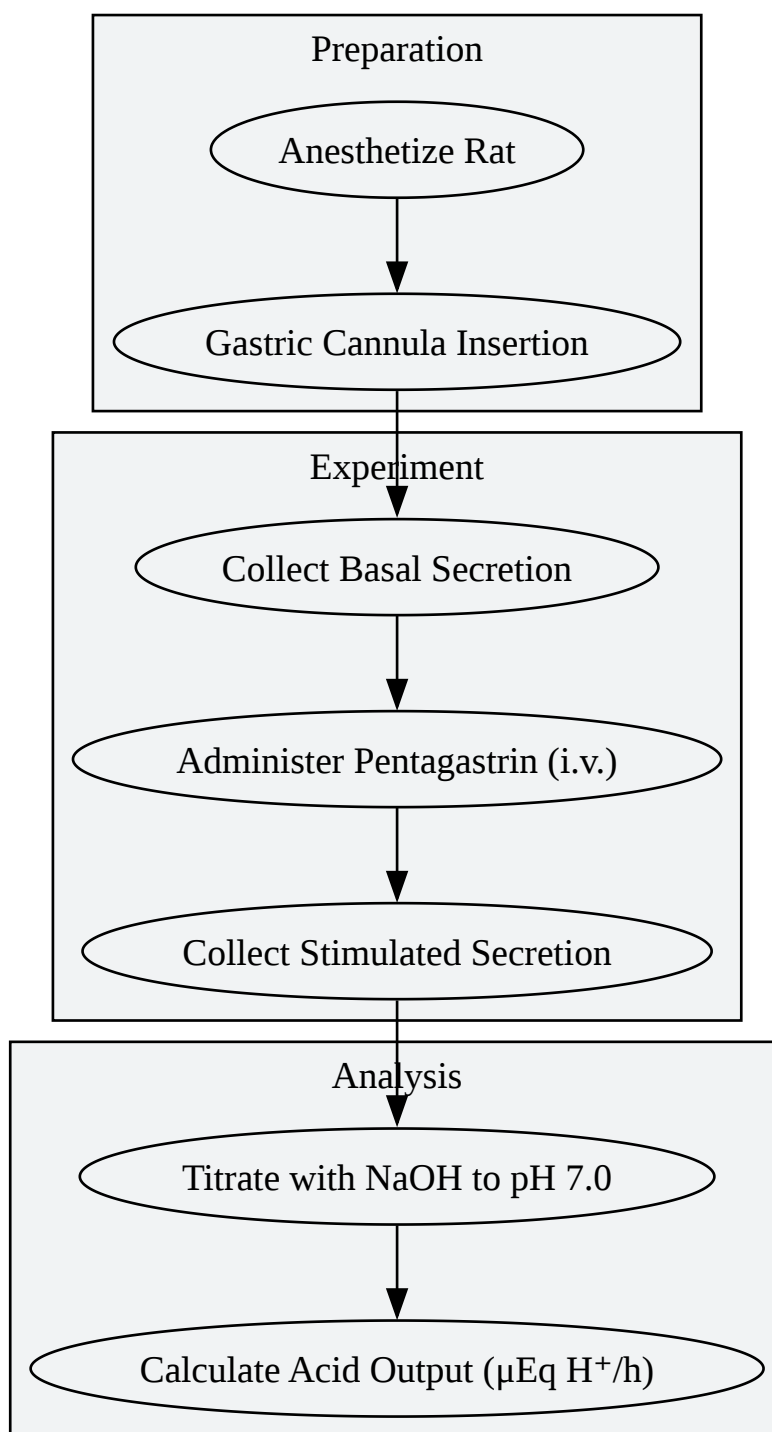 Preparation
Anesthetize Rat
Gastric Cannula Insertion
Experiment
Collect Basal Secretion
Administer Pentagastrin (i.v.)
Collect Stimulated Secretion
Analysis
Titrate with NaOH to pH 7.0
Calculate Acid Output (μEq H⁺/h)